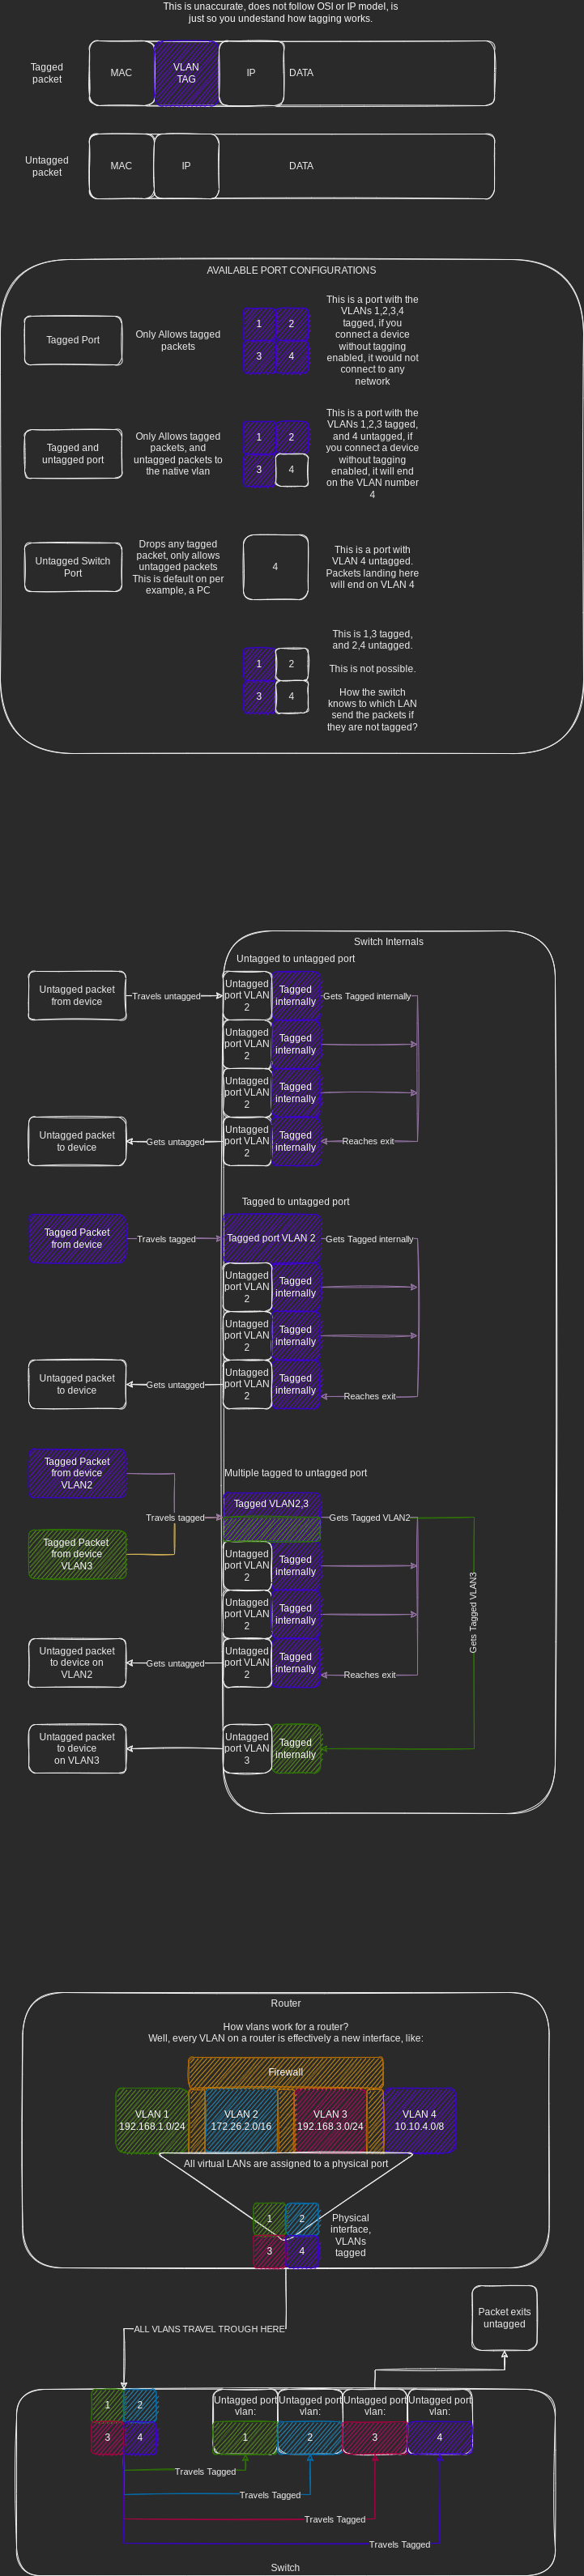 This is unaccurate, does not follow OSI or IP model, is
just so you undestand how tagging works.
Tagged
packet
MAC
VLAN
TAG
IP
DATA
Untagged
packet
MAC
IP
DATA
AVAILABLE PORT CONFIGURATIONS
Tagged Port
Only Allows tagged
packets
1
2
3
4
This is a port with the
VLANs 1,2,3,4
tagged, if you
connect a device
without tagging
enabled, it would not
connect to any
network
Tagged and
untagged port
Only Allows tagged
packets, and
untagged packets to
the native vlan
1
2
3
4
This is a port with the
VLANs 1,2,3 tagged,
and 4 untagged, if
you connect a device
without tagging
enabled, it will end
on the VLAN number
4
Untagged Switch
Port
Drops any tagged
packet, only allows
untagged packets
This is default on per
example, a PC
4
This is a port with
VLAN 4 untagged.
Packets landing here
will end on VLAN 4
1
2
3
4
This is 1,3 tagged,
and 2,4 untagged.
This is not possible.
How the switch
knows to which LAN
send the packets if
they are not tagged?
Switch Internals
Untagged to untagged port
Untagged packet
from device
Travels untagged
Untagged
port VLAN
2
Tagged
internally
Gets Tagged internally
Untagged
port VLAN
2
Tagged
internally
Untagged
port VLAN
2
Tagged
internally
Untagged packet
to device
Gets untagged
Untagged
port VLAN
2
Tagged
internally
Reaches exit
Tagged to untagged port
Tagged Packet
from device
Travels tagged
Tagged port VLAN 2
Gets Tagged internally
Untagged
port VLAN
2
Tagged
internally
Untagged
port VLAN
2
Tagged
internally
Untagged packet
to device
Gets untagged
Untagged
port VLAN
2
Tagged
internally
Reaches exit
Tagged Packet
from device
VLAN2
Multiple tagged to untagged port
Travels tagged
Tagged VLAN2,3
Gets Tagged VLAN2
Tagged Packet
from device
VLAN3
Untagged
port VLAN
2
Tagged
internally
Gets Tagged VLAN3
Untagged
port VLAN
2
Tagged
internally
Untagged packet
to device on
VLAN2
Gets untagged
Untagged
port VLAN
2
Tagged
internally
Reaches exit
Untagged packet
to device
on VLAN3
Untagged
port VLAN
3
Tagged
internally
Router
How vlans work for a router?
Well, every VLAN on a router is effectively a new interface, like:
Firewall
VLAN 1
192.168.1.0/24
VLAN 2
172.26.2.0/16
VLAN 3
192.168.3.0/24
VLAN 4
10.10.4.0/8
All virtual LANs are assigned to a physical port
1
2
3
4
Physical
interface,
VLANs
tagged
Packet exits
untagged
ALL VLANS TRAVEL TROUGH HERE
1
2
3
4
Untagged port
vlan:
1
Untagged port
vlan:
2
Untagged port
vlan:
3
Untagged port
vlan:
4
Travels Tagged
Travels Tagged
Travels Tagged
Travels Tagged
Switch